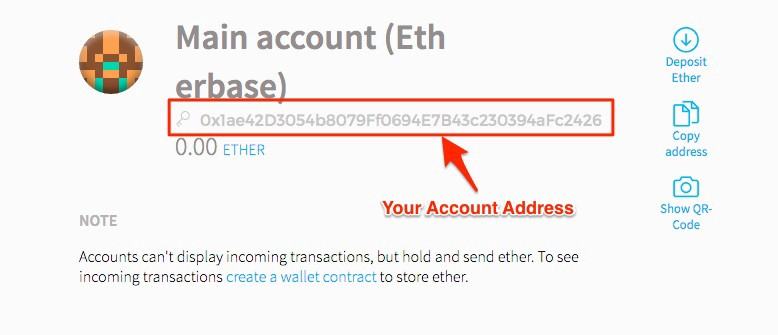 Main account (Eth
erbase)
0x1ae42D3054b8079Ff0694E7B43c230394aFc2426
0.00 ETHER
Your Account Address
Deposit
Ether
Copy
address
Show QR-
Code
NOTE
Accounts can't display incoming transactions, but hold and send ether. To see
incoming transactions create a wallet contract to store ether.